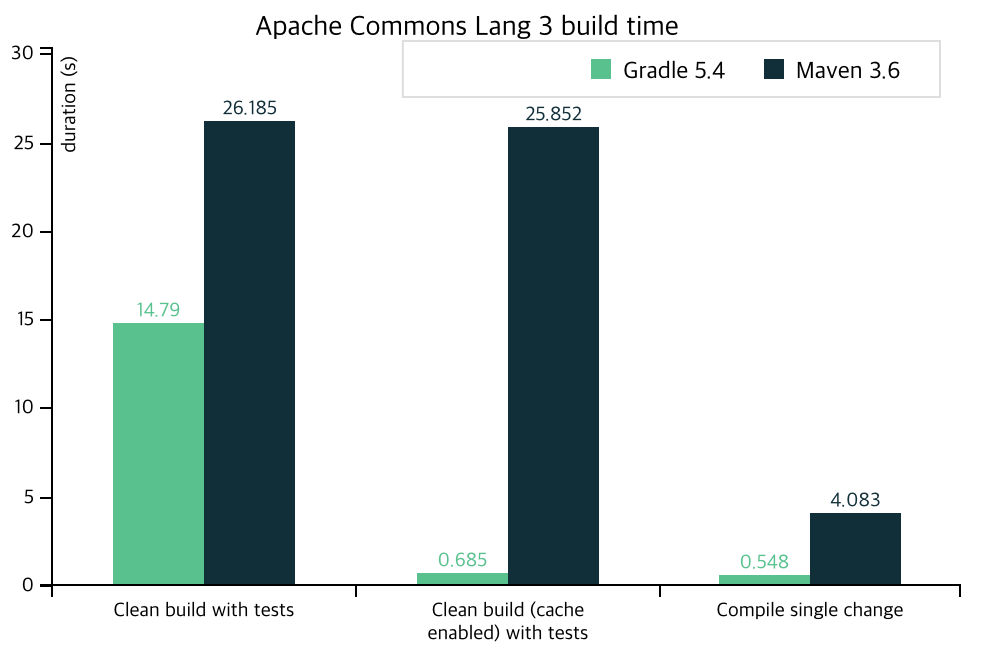 Apache Commons Lang 3 build time
Gradle 5.4
Maven 3.6
duration (s)
30
25
20
15
10
5
0
14.79
26.185
0.685
25.852
0.548
4.083
Clean build with tests
Clean build (cache
enabled) with tests
Compile single change